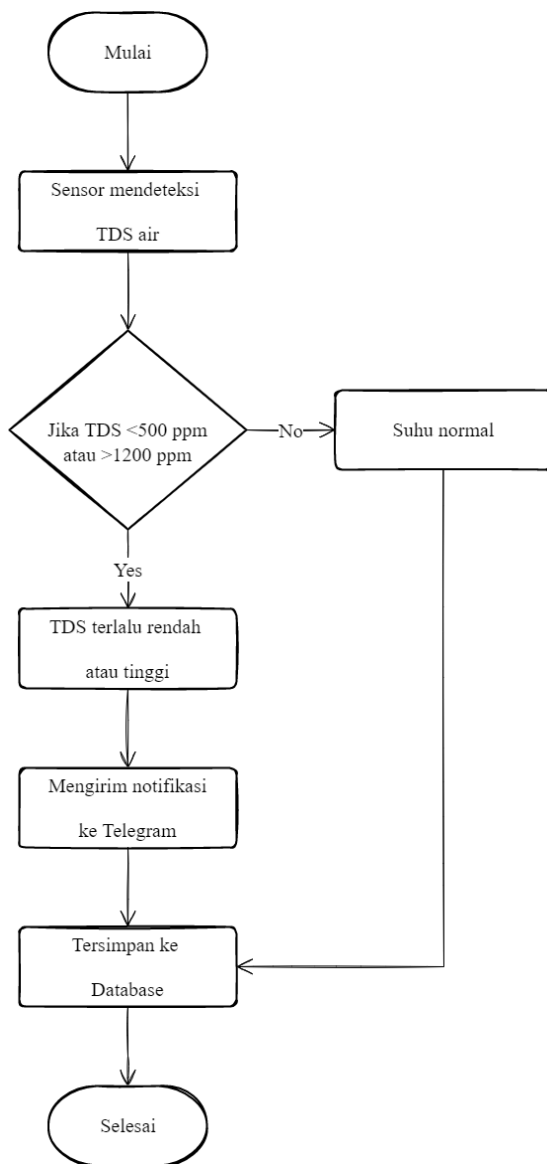 Mulai
Sensor mendeteksi
TDS air
Jika TDS <500 ppm
atau >1200 ppm
No
Suhu normal
Yes
TDS terlalu rendah
atau tinggi
Mengirim notifikasi
ke Telegram
Tersimpan ke
Database
Selesai